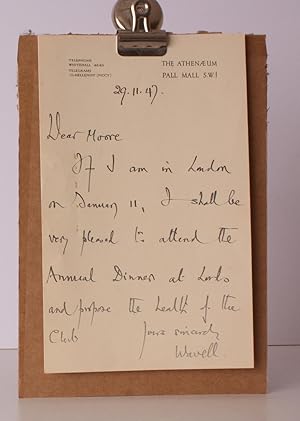 TELEPHONE
WHITEHALL 4843
TELEGRAMS
THE ATHENÆUM
PALL MALL S.W.1
29.11.47.
Dear Moore
If I am in London
on January 11, I shall be
very pleased to attend the
Annual Dinner at Lords
and propose the health of the
Club
Yours sincerely
Wavell.